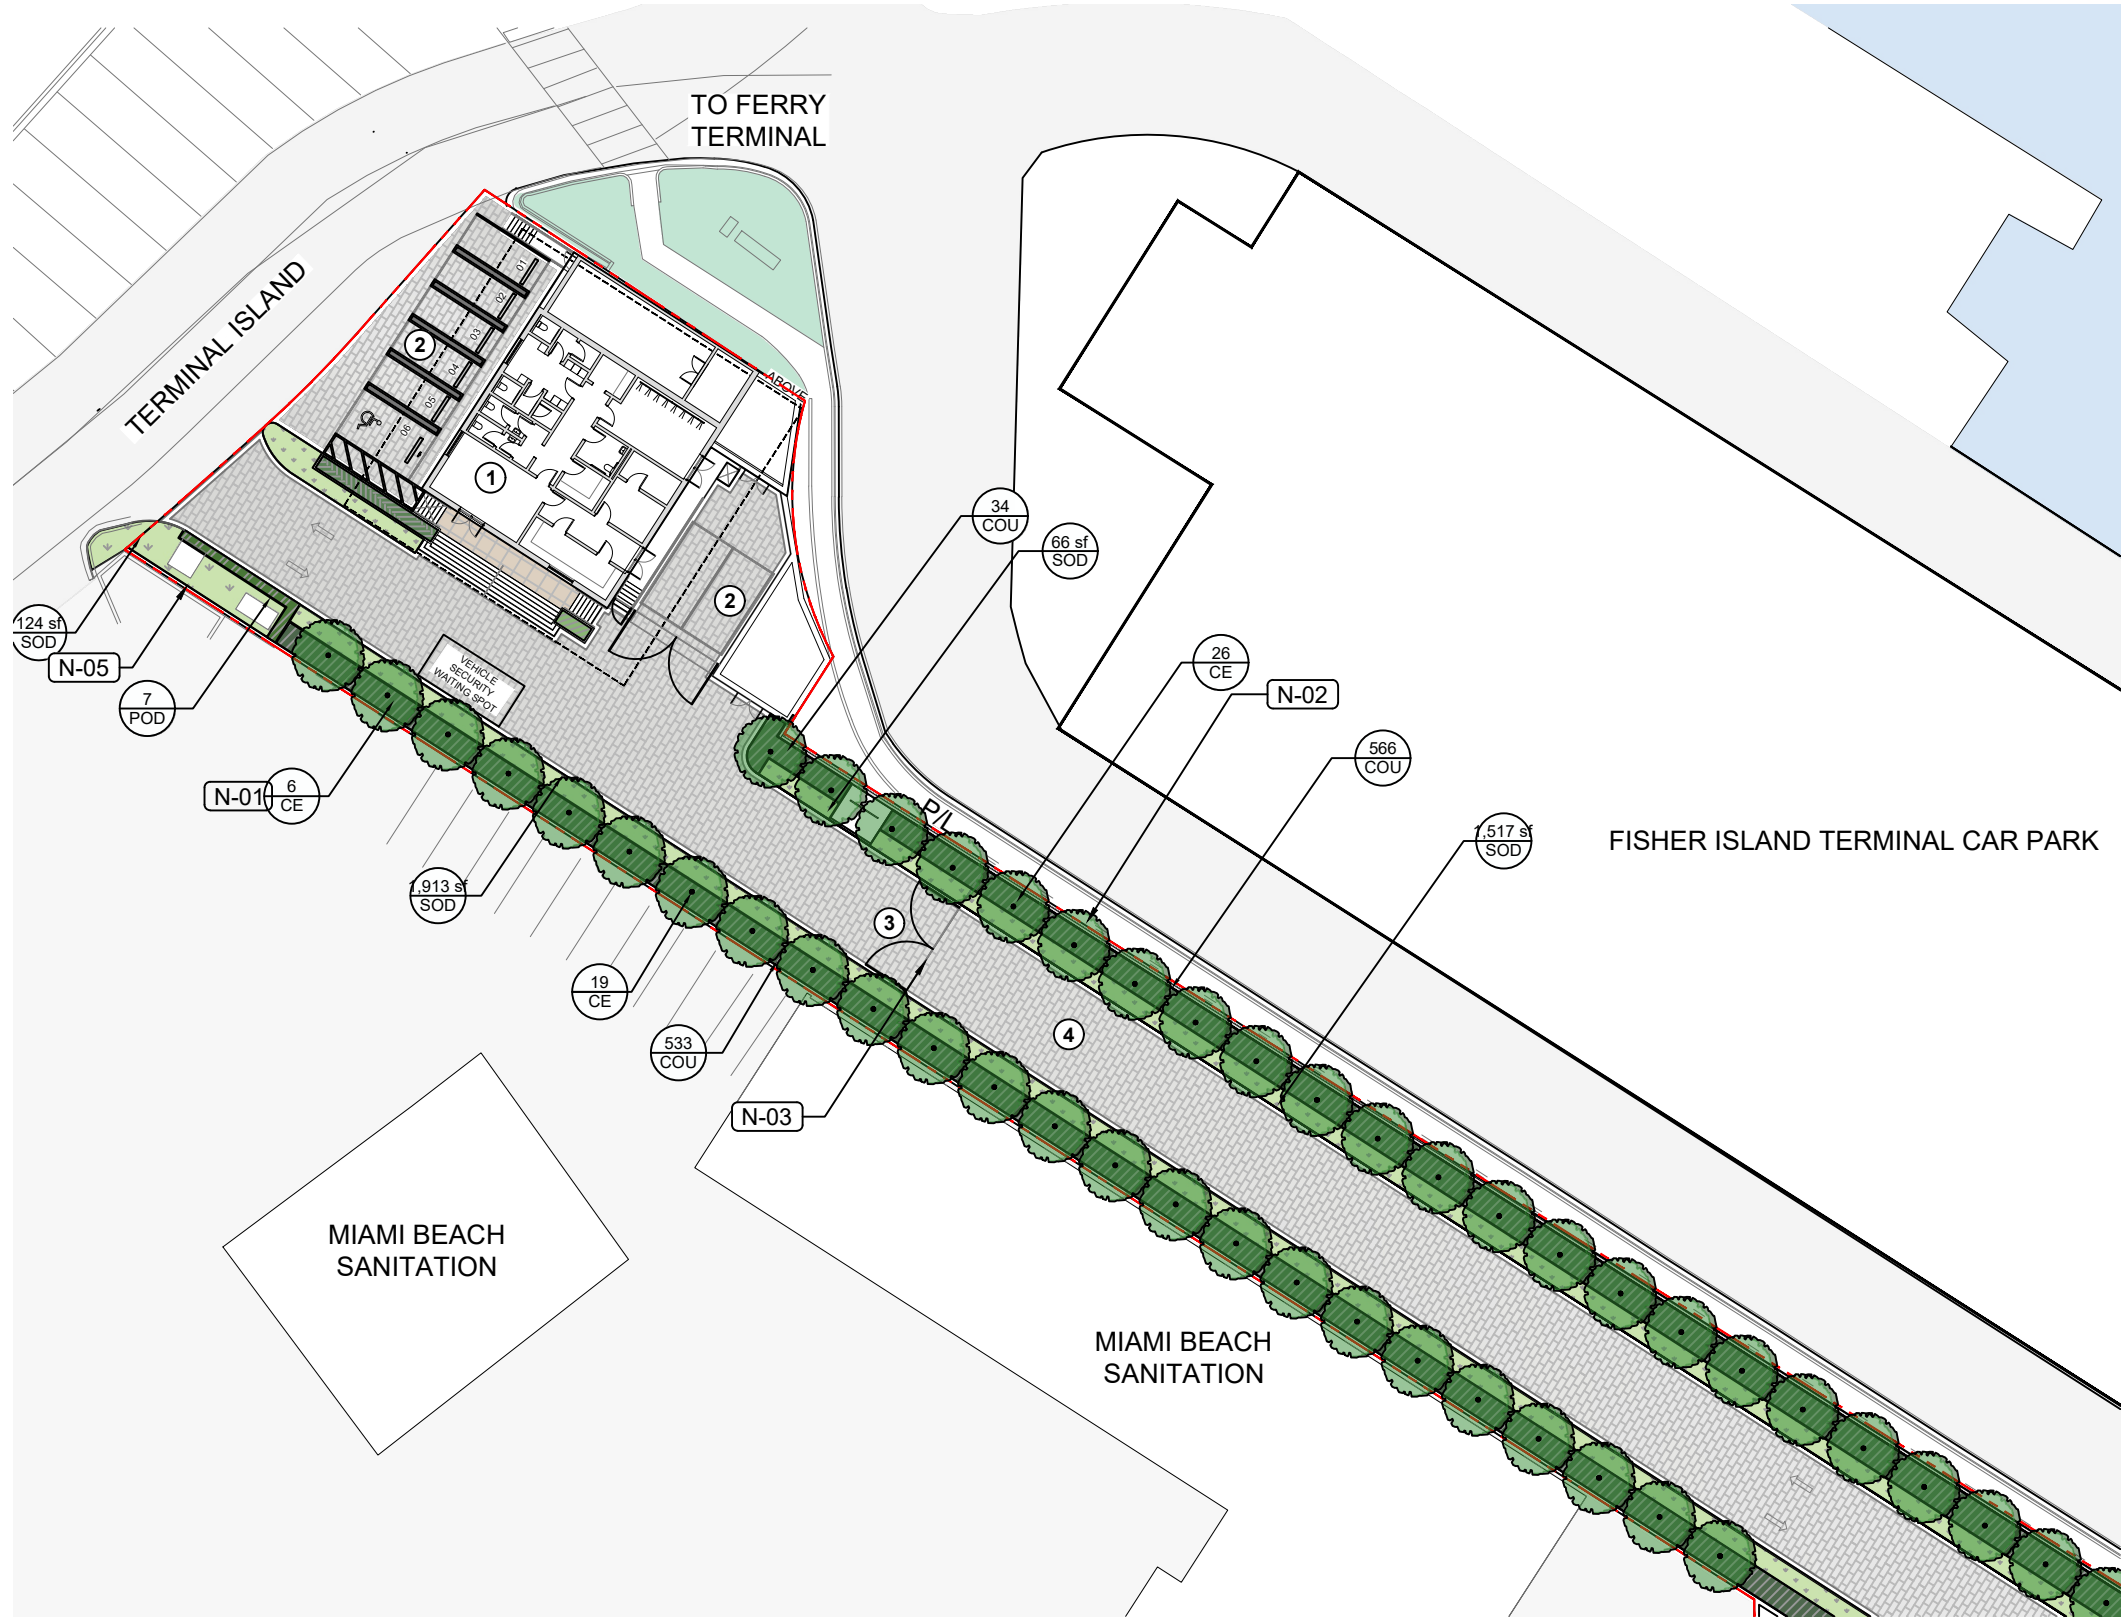 TO FERRY
TERMINAL
TERMINAL ISLAND
01
02
03
04
05
06
2
1
ABOVE
2
34
COU
66 sf
SOD
124 sf
SOD
N-05
7
POD
VEHICLE
SECURITY
WAITING SPOT
26
CE
N-02
N-01
6
CE
566
COU
P/L
1,517 sf
SOD
FISHER ISLAND TERMINAL CAR PARK
1,913 sf
SOD
3
19
CE
4
533
COU
N-03
MIAMI BEACH
SANITATION
MIAMI BEACH
SANITATION